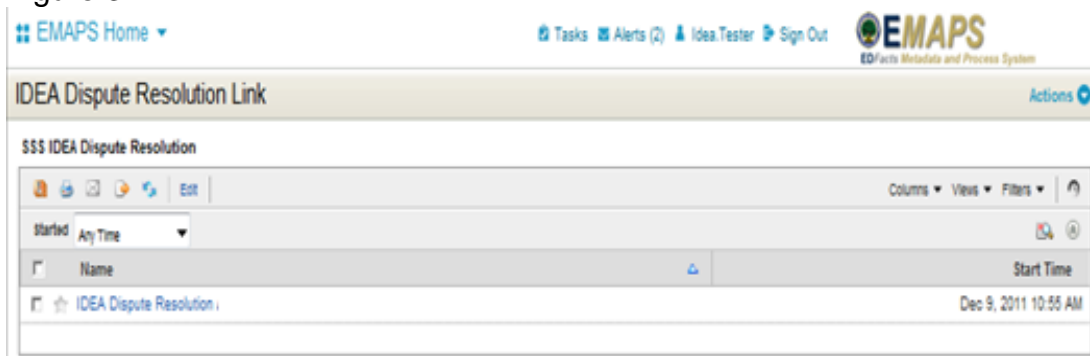 EMAPS Home
Tasks Alerts (2) Idea.Tester Sign Out
EMAPS
EDFacts Metadata and Process System
IDEA Dispute Resolution Link
Actions
SSS IDEA Dispute Resolution
Edit
Columns Views Filters
Started Any Time
Name Start Time
IDEA Dispute Resolution Dec 9, 2011 10:55 AM